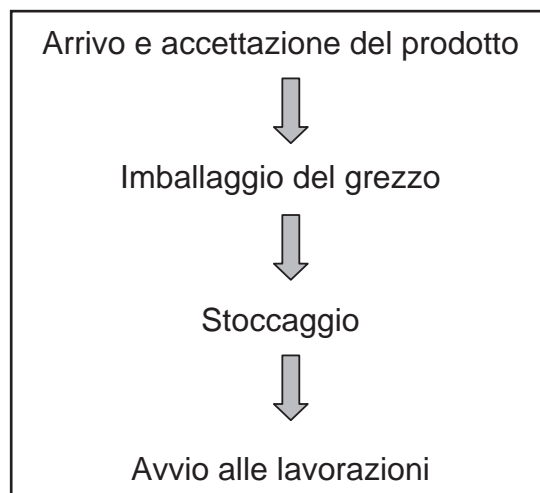 Arrivo e accettazione del prodotto
Imballaggio del grezzo
Stoccaggio
Avvio alle lavorazioni